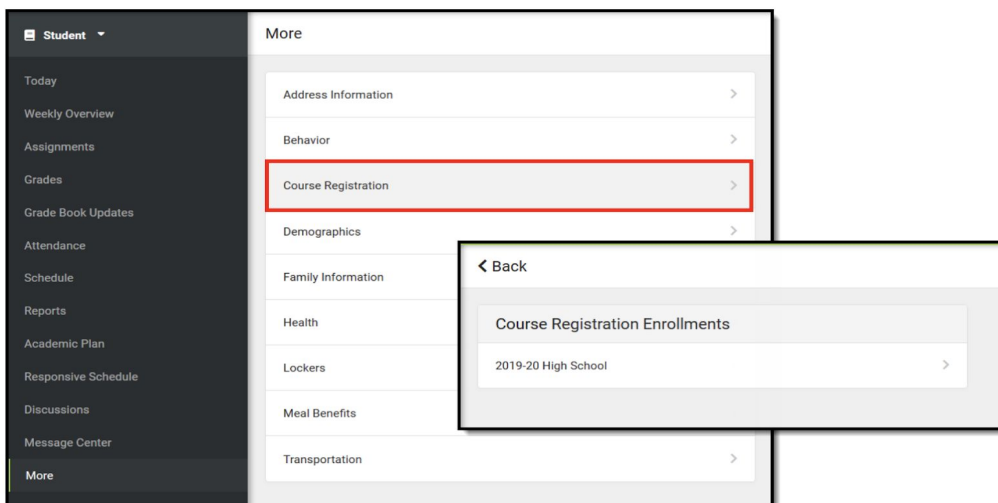 Student
Today
Weekly Overview
Assignments
Grades
Grade Book Updates
Attendance
Schedule
Reports
Academic Plan
Responsive Schedule
Discussions
Message Center
More
More
Address Information
Behavior
Course Registration
Demographics
Family Information
Health
Lockers
Meal Benefits
Transportation
Back
Course Registration Enrollments
2019-20 High School